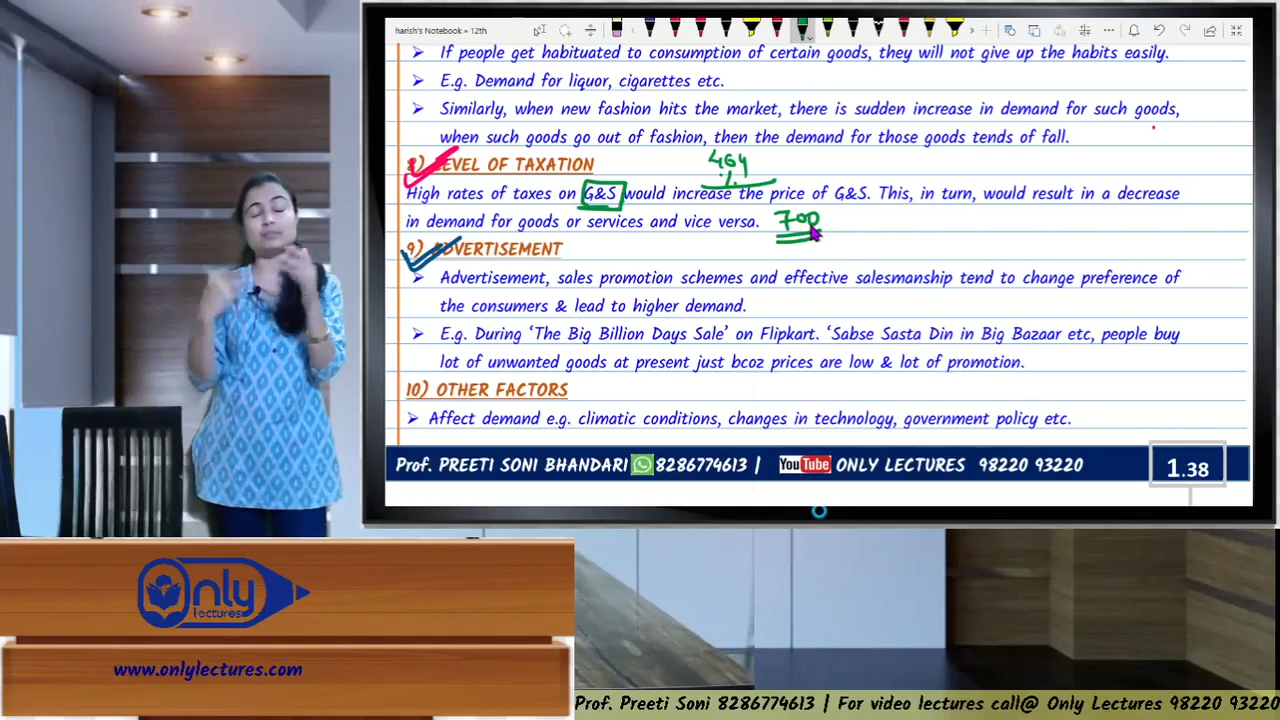 harish's Notebook » 12th
If people get habituated to consumption of certain goods, they will not give up the habits easily.
E.g. Demand for liquor, cigarettes etc.
Similarly, when new fashion hits the market, there is sudden increase in demand for such goods,
when such goods go out of fashion, then the demand for those goods tends of fall.
464
8) LEVEL OF TAXATION
High rates of taxes on G&S would increase the price of G&S. This, in turn, would result in a decrease
in demand for goods or services and vice versa. 700
9) ADVERTISEMENT
Advertisement, sales promotion schemes and effective salesmanship tend to change preference of
the consumers & lead to higher demand.
E.g. During ‘The Big Billion Days Sale’ on Flipkart. ‘Sabse Sasta Din in Big Bazaar etc, people buy
lot of unwanted goods at present just bcoz prices are low & lot of promotion.
10) OTHER FACTORS
Affect demand e.g. climatic conditions, changes in technology, government policy etc.
Prof. PREETI SONI BHANDARI 8286774613 | YouTube ONLY LECTURES 98220 93220
1.38
Only
lectures
www.onlylectures.com
Prof. Preeti Soni 8286774613 | For video lectures call@ Only Lectures 98220 93220